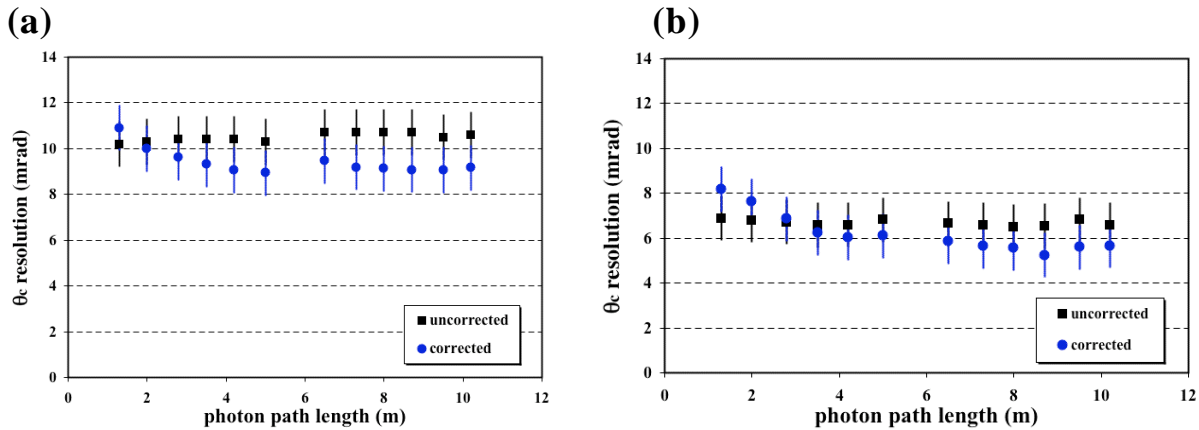 (a)
14
12
10
8
6
4
2
0
0 2 4 6 8 10 12
θc resolution (mrad)
photon path length (m)
uncorrected
corrected
(b)
14
12
10
8
6
4
2
0
0 2 4 6 8 10 12
θc resolution (mrad)
photon path length (m)
uncorrected
corrected